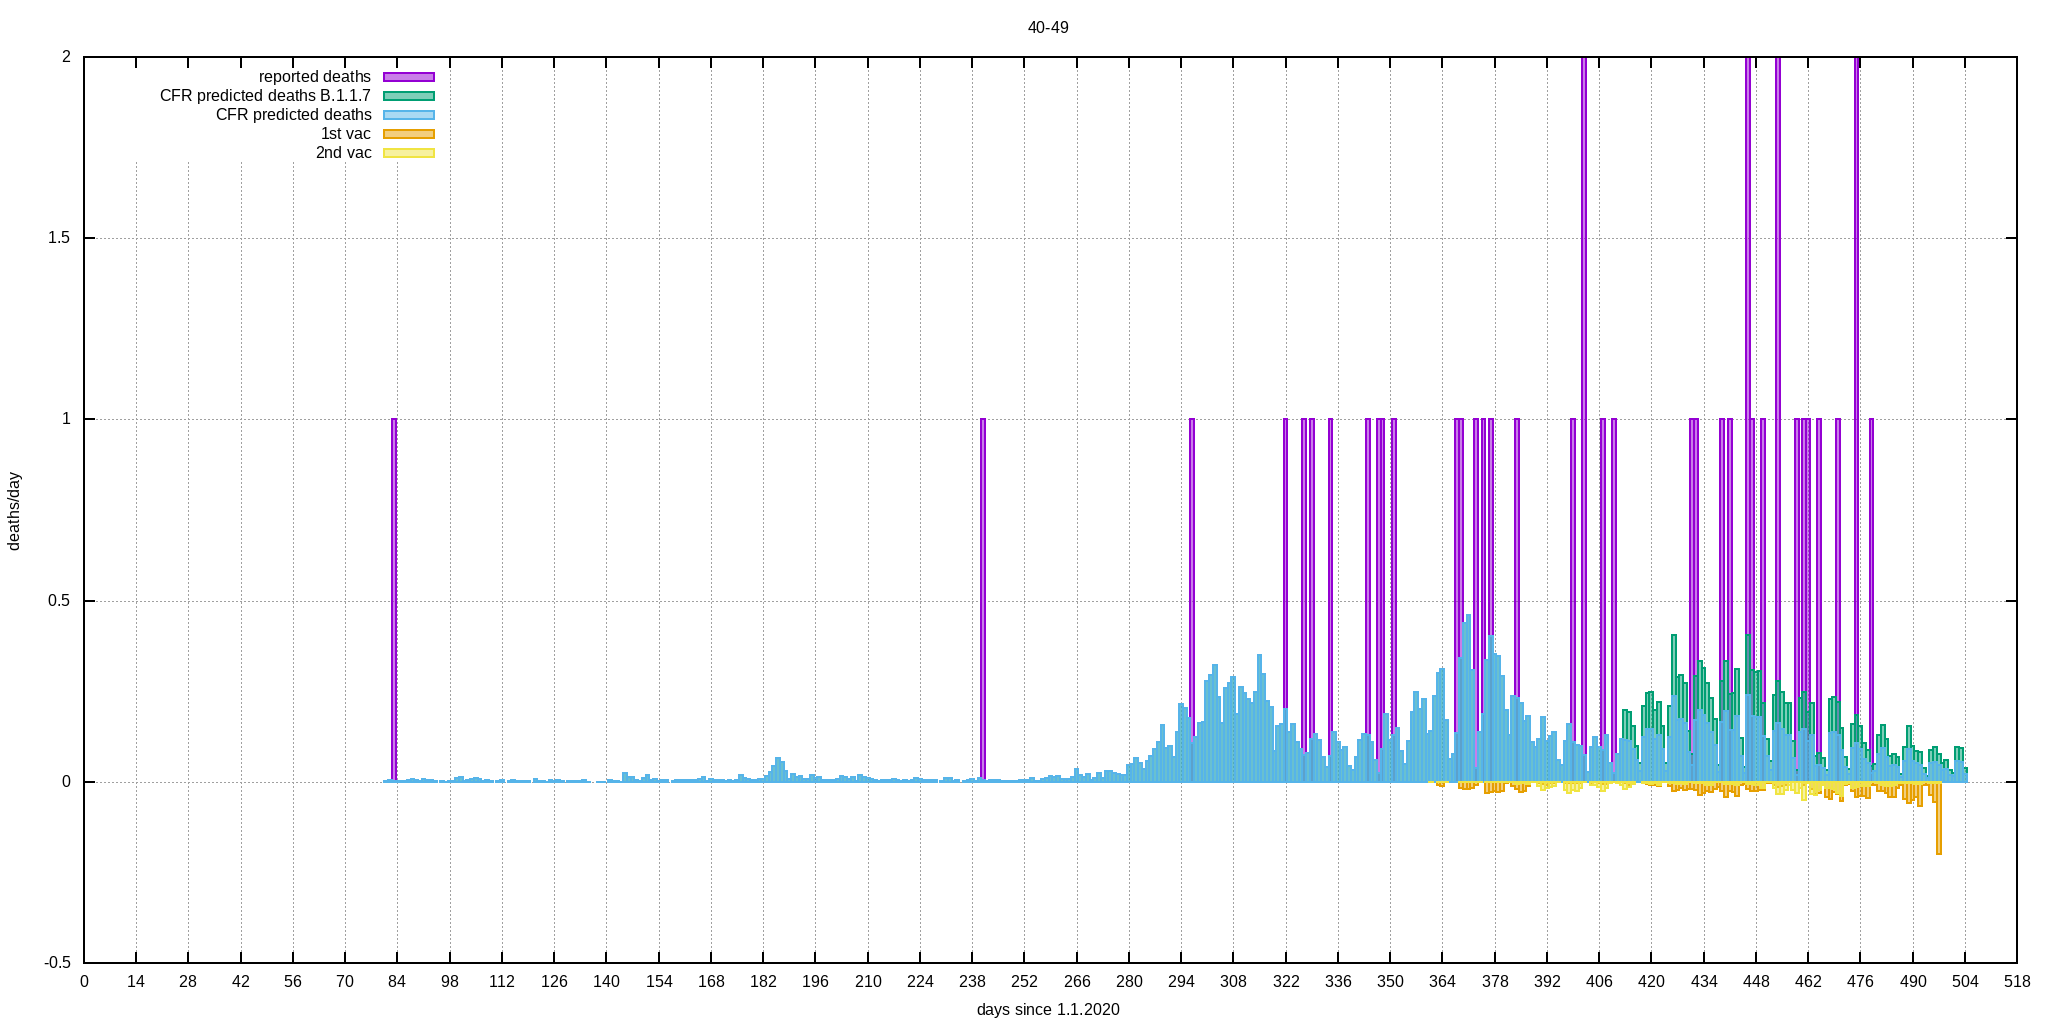 40-49
reported deaths
CFR predicted deaths B.1.1.7
CFR predicted deaths
1st vac
2nd vac
2
1.5
1
0.5
0
-0.5
deaths/day
0 14 28 42 56 70 84 98 112 126 140 154 168 182 196 210 224 238 252 266 280 294 308 322 336 350 364 378 392 406 420 434 448 462 476 490 504 518
days since 1.1.2020